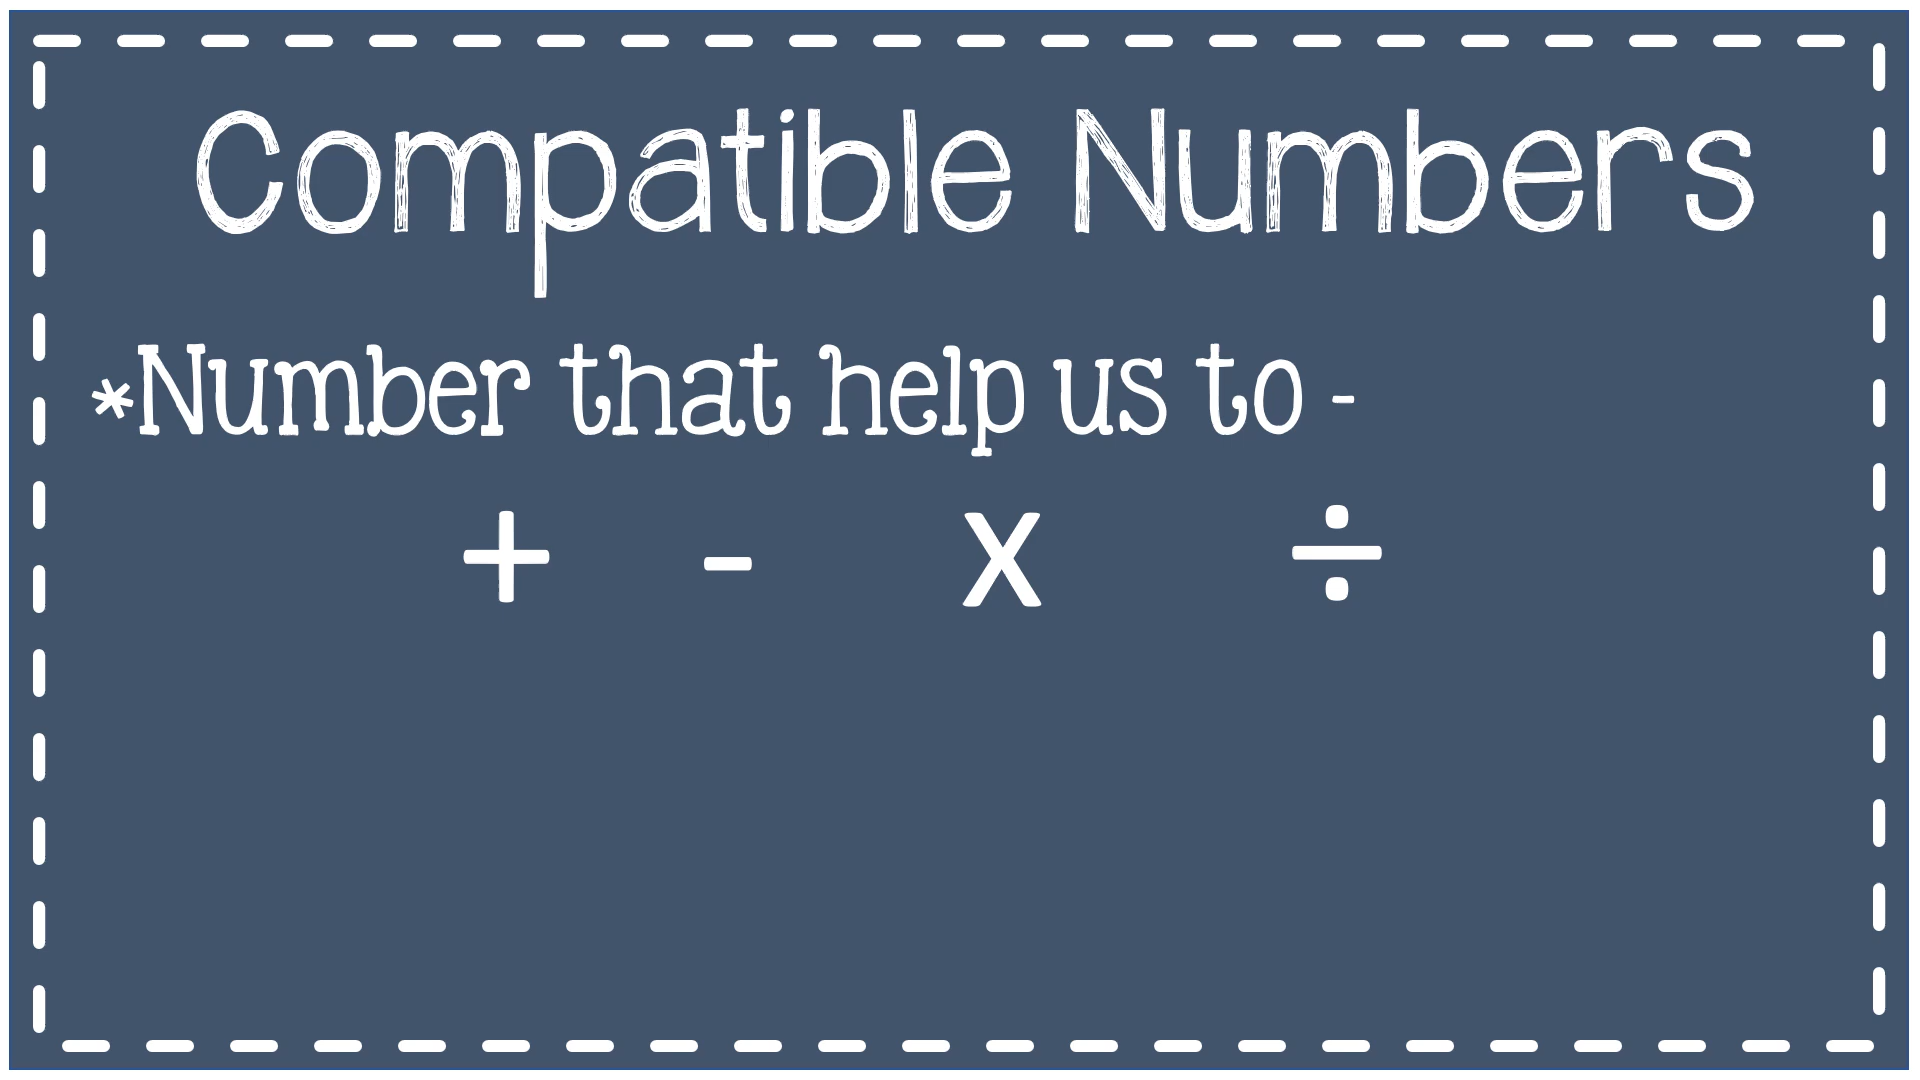 Compatible Numbers
*Number that help us to -
+ - x ÷